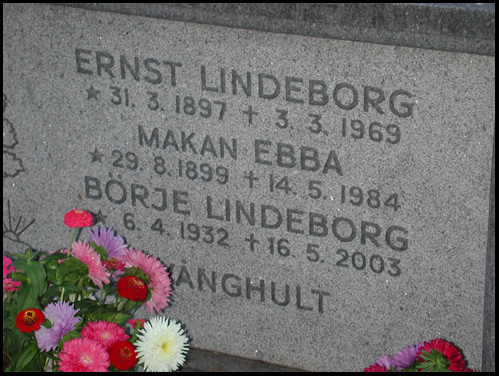 ERNST LINDEBORG
* 31. 3. 1897 + 3. 3. 1969
MAKAN EBBA
* 29. 8. 1899 + 14. 5. 1984
BÖRJE LINDEBORG
* 6. 4. 1932 + 16. 5. 2003